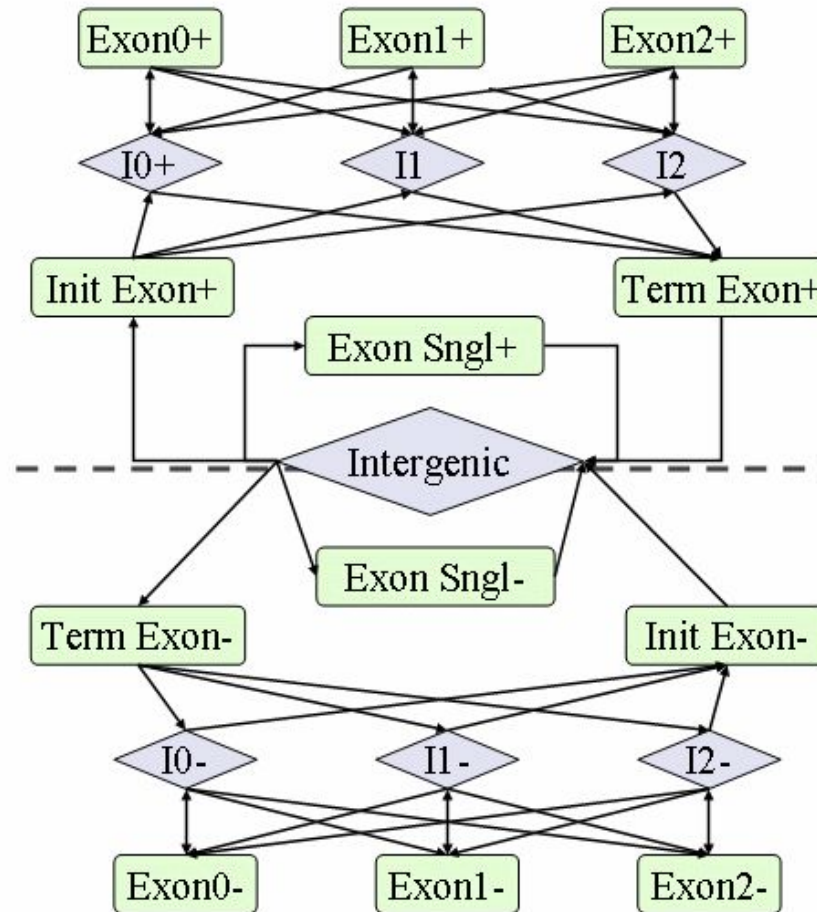 Exon0+ Exon1+ Exon2+
I0+ I1 I2
Init Exon+ Term Exon+
Exon Sngl+
Intergenic
Exon Sngl-
Term Exon- Init Exon-
I0- I1- I2-
Exon0- Exon1- Exon2-